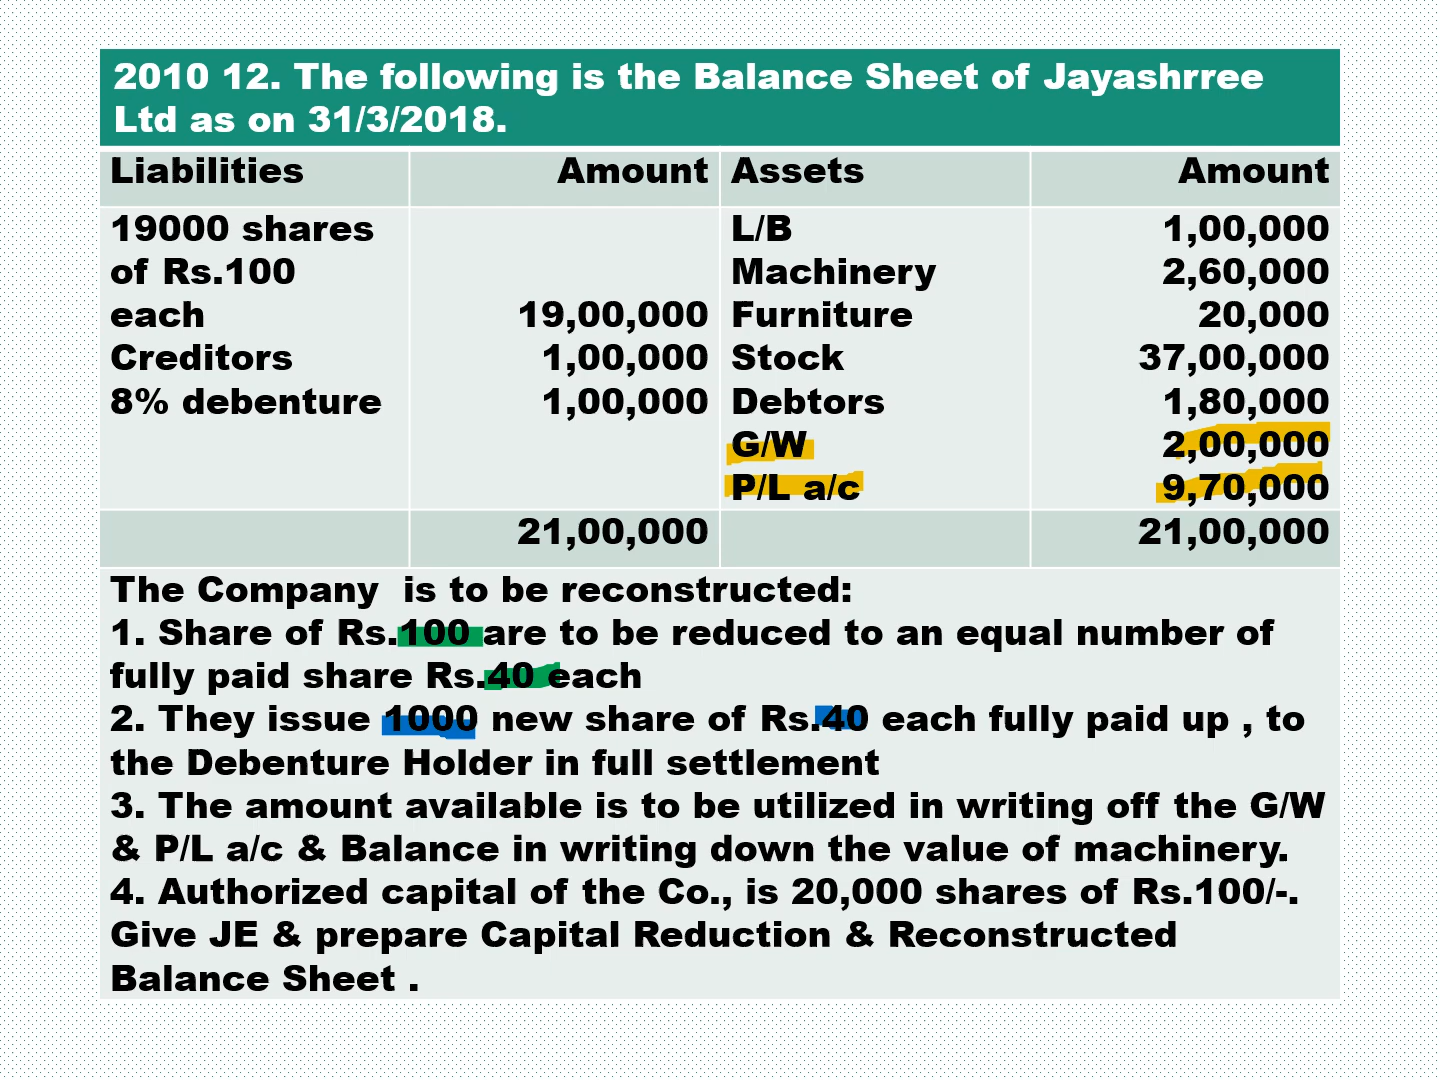 2010 12. The following is the Balance Sheet of Jayashrree
Ltd as on 31/3/2018.
Liabilities Amount Assets Amount
19000 shares L/B 1,00,000
of Rs.100 Machinery 2,60,000
each 19,00,000 Furniture 20,000
Creditors 1,00,000 Stock 37,00,000
8% debenture 1,00,000 Debtors 1,80,000
G/W 2,00,000
P/L a/c 9,70,000
21,00,000 21,00,000
The Company is to be reconstructed:
1. Share of Rs.100 are to be reduced to an equal number of
fully paid share Rs.40 each
2. They issue 1000 new share of Rs.40 each fully paid up , to
the Debenture Holder in full settlement
3. The amount available is to be utilized in writing off the G/W
& P/L a/c & Balance in writing down the value of machinery.
4. Authorized capital of the Co., is 20,000 shares of Rs.100/-.
Give JE & prepare Capital Reduction & Reconstructed
Balance Sheet .